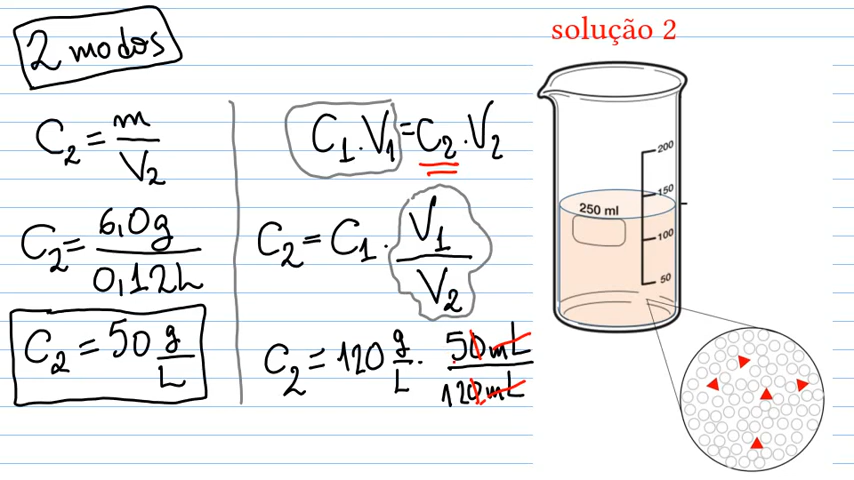 2 modos
solução 2
C₂ = m/V₂
C₂ = 6,0g/0,12L
C₂ = 50 g/L
C₁.V₁=C₂.V₂
C₂ = C₁ . V₁/V₂
C₂ = 120 g/L . 50mL/120mL
200
150
250 ml
100
50